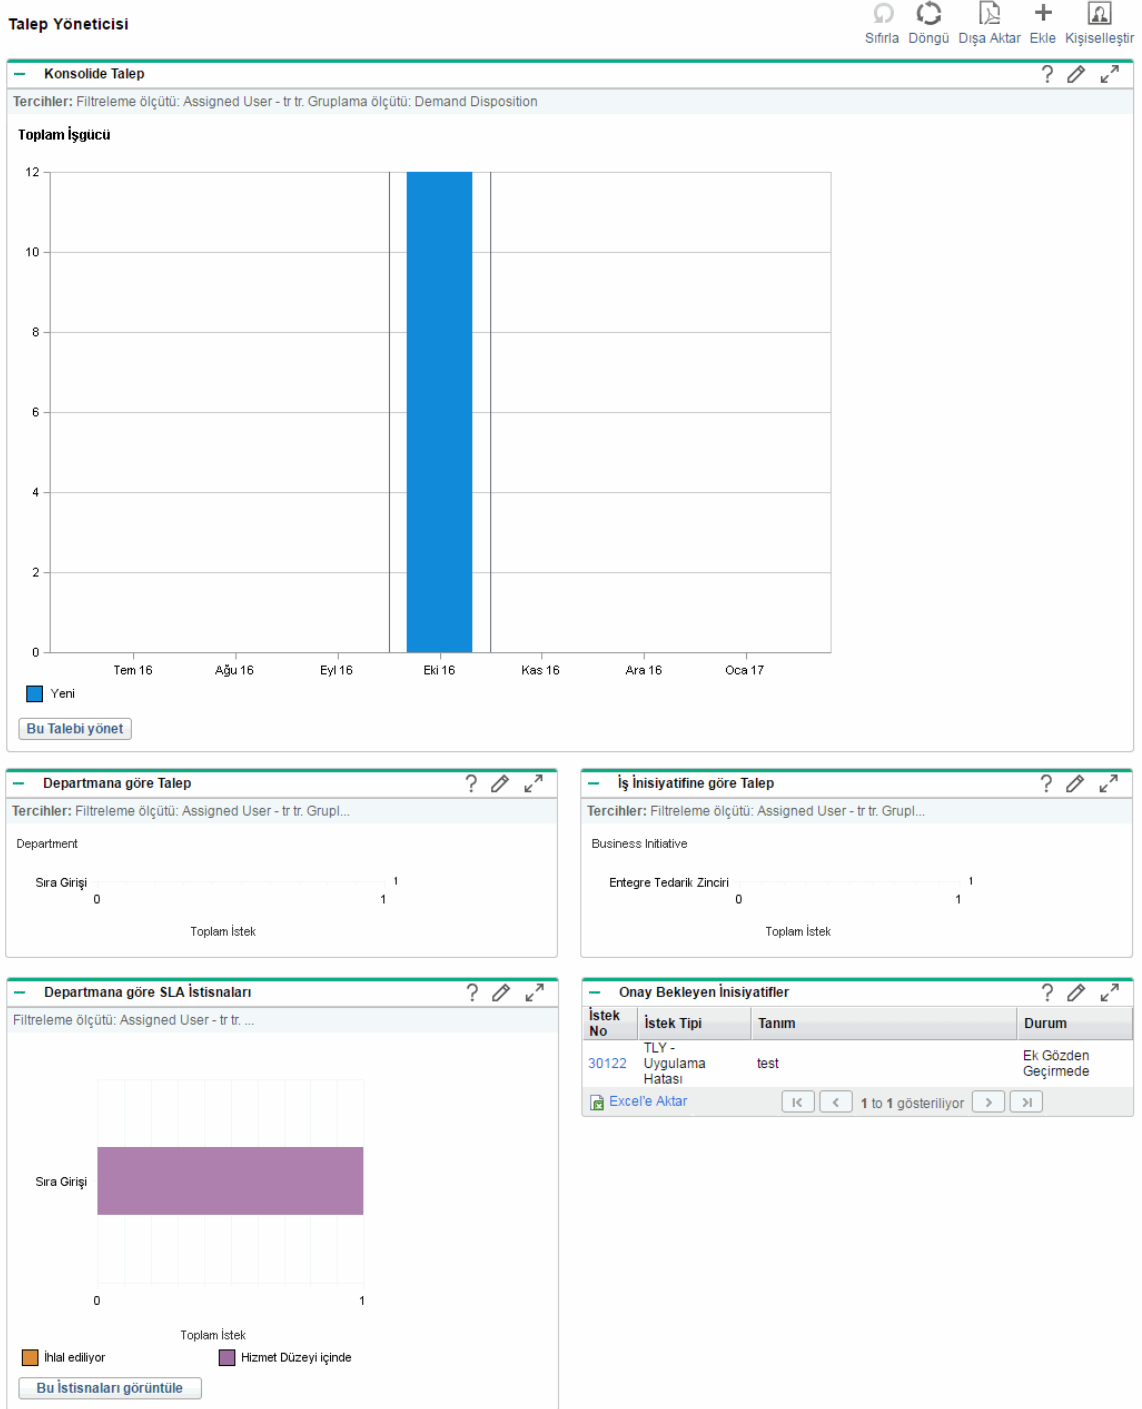 Talep Yöneticisi
Sıfırla Döngü Dışa Aktar Ekle Kişiselleştir
Konsolide Talep
Tercihler: Filtreleme ölçütü: Assigned User - tr tr. Gruplama ölçütü: Demand Disposition
Toplam İşgücü
12
10
8
6
4
2
0
Tem 16 Ağu 16 Eyl 16 Eki 16 Kas 16 Ara 16 Oca 17
Yeni
Bu Talebi yönet
Departmana göre Talep
Tercihler: Filtreleme ölçütü: Assigned User - tr tr. Grupl...
Department
Sıra Girişi 1
0 1
Toplam İstek
İş İnisiyatifine göre Talep
Tercihler: Filtreleme ölçütü: Assigned User - tr tr. Grupl...
Business Initiative
Entegre Tedarik Zinciri 1
0 1
Toplam İstek
Departmana göre SLA İstisnaları
Filtreleme ölçütü: Assigned User - tr tr. ...
Sıra Girişi
0 1
Toplam İstek
İhlal ediliyor Hizmet Düzeyi içinde
Bu İstisnaları görüntüle
Onay Bekleyen İnisiyatifler
İstek No İstek Tipi Tanım Durum
30122 TLY - Uygulama Hatası test Ek Gözden Geçirmede
Excel'e Aktar 1 to 1 gösteriliyor